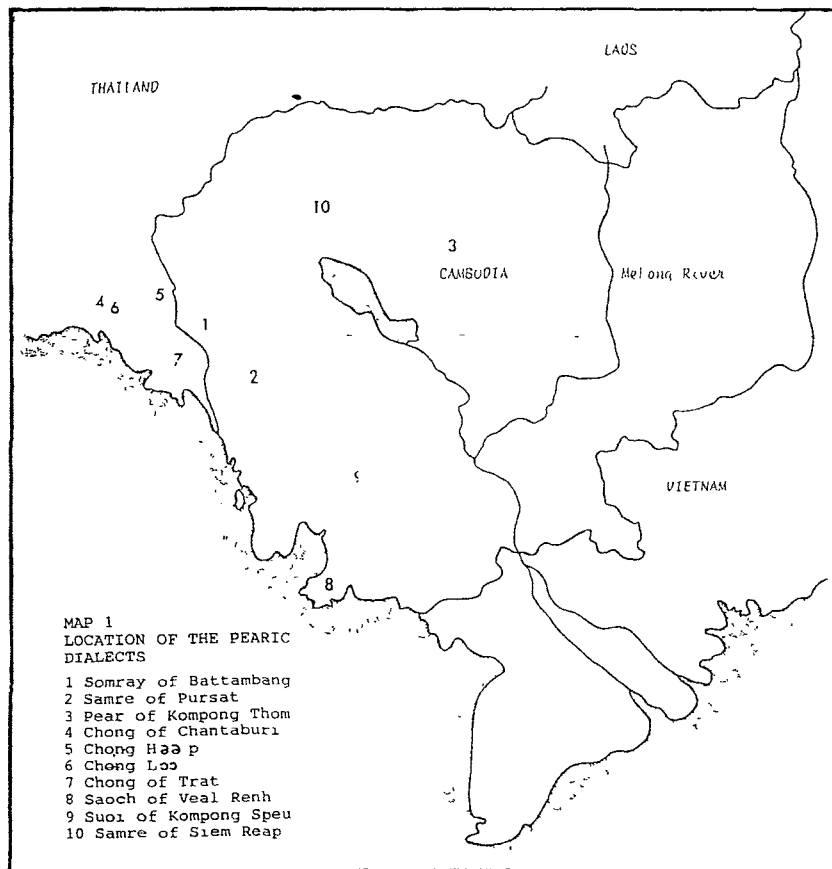 LAOS
THAILAND
10
3
CAMBODIA
Mekong River
4
6
5
1
7
2
9
VIETNAM
8
MAP 1
LOCATION OF THE PEARIC
DIALECTS
1 Somray of Battambang
2 Samre of Pursat
3 Pear of Kompong Thom
4 Chong of Chantaburi
5 Chong Həəp
6 Chong Lɔɔ
7 Chong of Trat
8 Saoch of Veal Renh
9 Suoi of Kompong Speu
10 Samre of Siem Reap